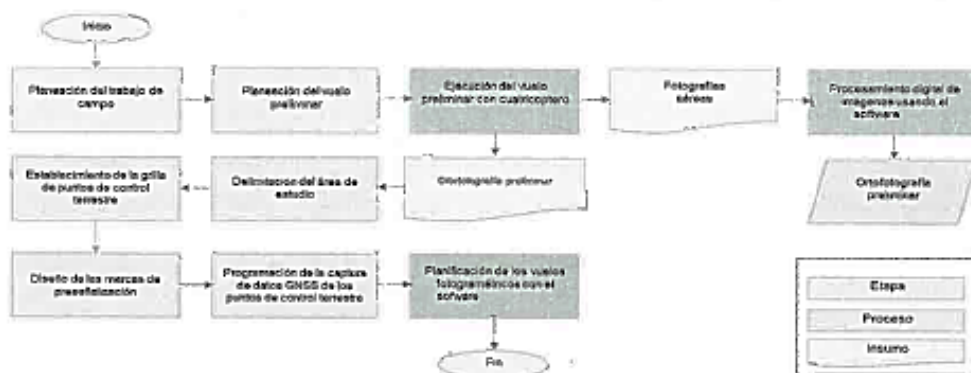 Inicio
Planeación del trabajo de
campo
Planeación del vuelo
preliminar
Ejecución del vuelo
preliminar con cuatricoptero
Fotografías
aéreas
Procesamiento digital de
imagenes usando el
software
Establecimiento de la grilla
de puntos de control
terrestre
Delimitación del área de
estudio
Ortofotografía preliminar
Ortofotografía
preliminar
Diseño de las marcas de
preseñalización
Programación de la captura
de datos GNSS de los
puntos de control terrestre
Planificación de los vuelos
fotogramétricos con el
sofware
Etapa
Proceso
Insumo
Fin